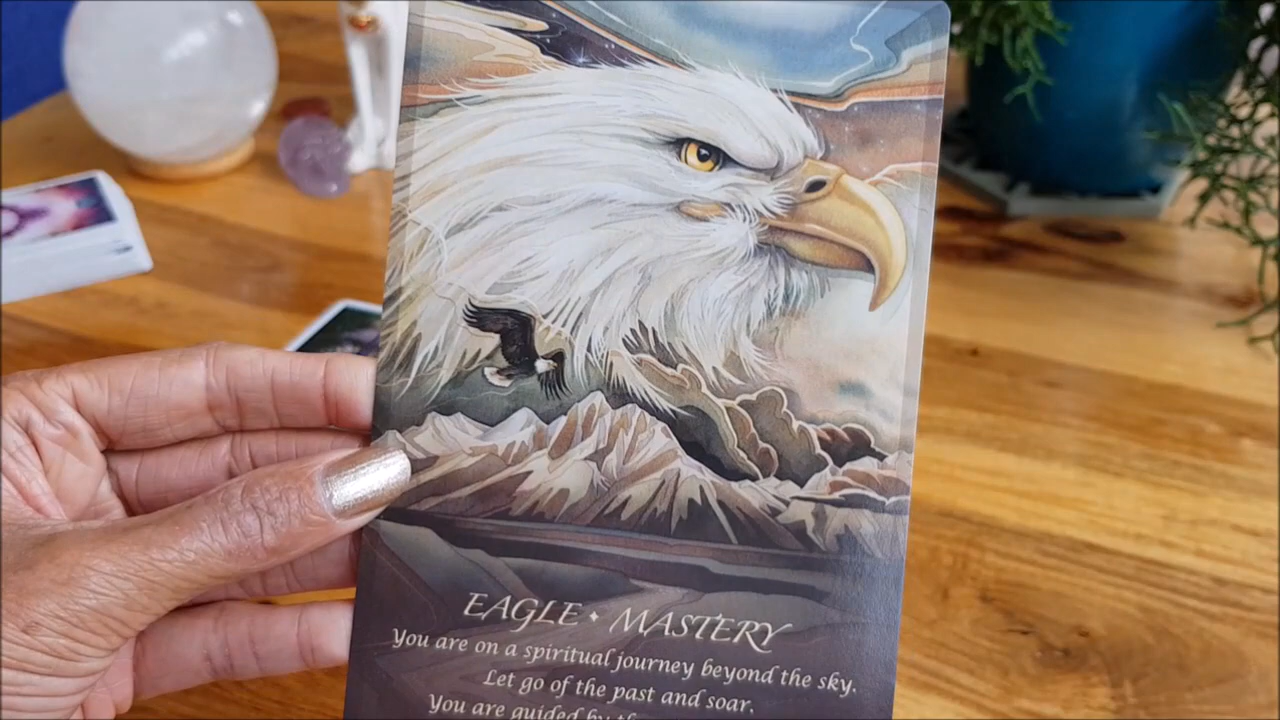 EAGLE ✦ MASTERY
You are on a spiritual journey beyond the sky.
Let go of the past and soar.
You are guided by